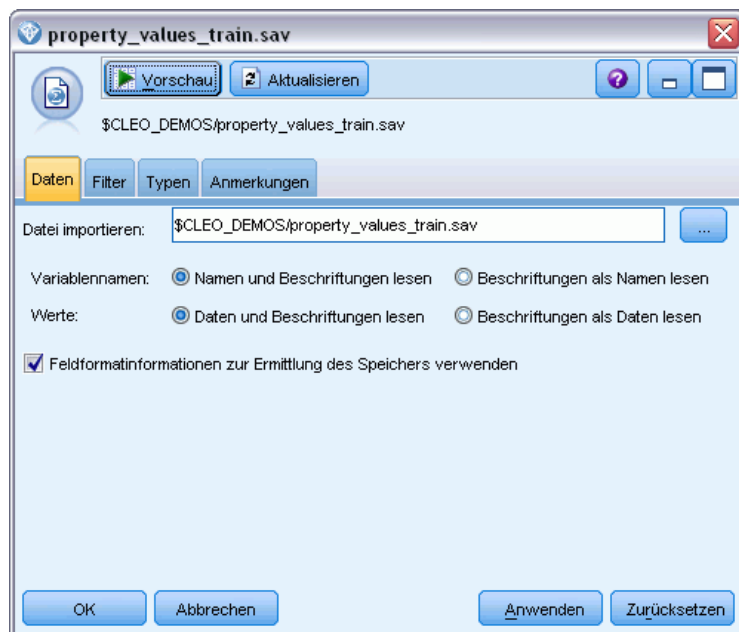 property_values_train.sav
Vorschau Aktualisieren ?
$CLEO_DEMOS/property_values_train.sav
Daten Filter Typen Anmerkungen
Datei importieren: $CLEO_DEMOS/property_values_train.sav ...
Variablennamen: Namen und Beschriftungen lesen Beschriftungen als Namen lesen
Werte: Daten und Beschriftungen lesen Beschriftungen als Daten lesen
Feldformatinformationen zur Ermittlung des Speichers verwenden
OK Abbrechen Anwenden Zurücksetzen